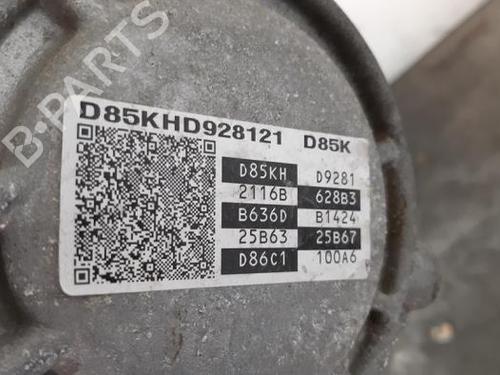 B-PARTS
D85KHD928121 D85K
D85KH D9281
2116B 628B3
B636D B1424
25B63 25B67
D86C1 100A6